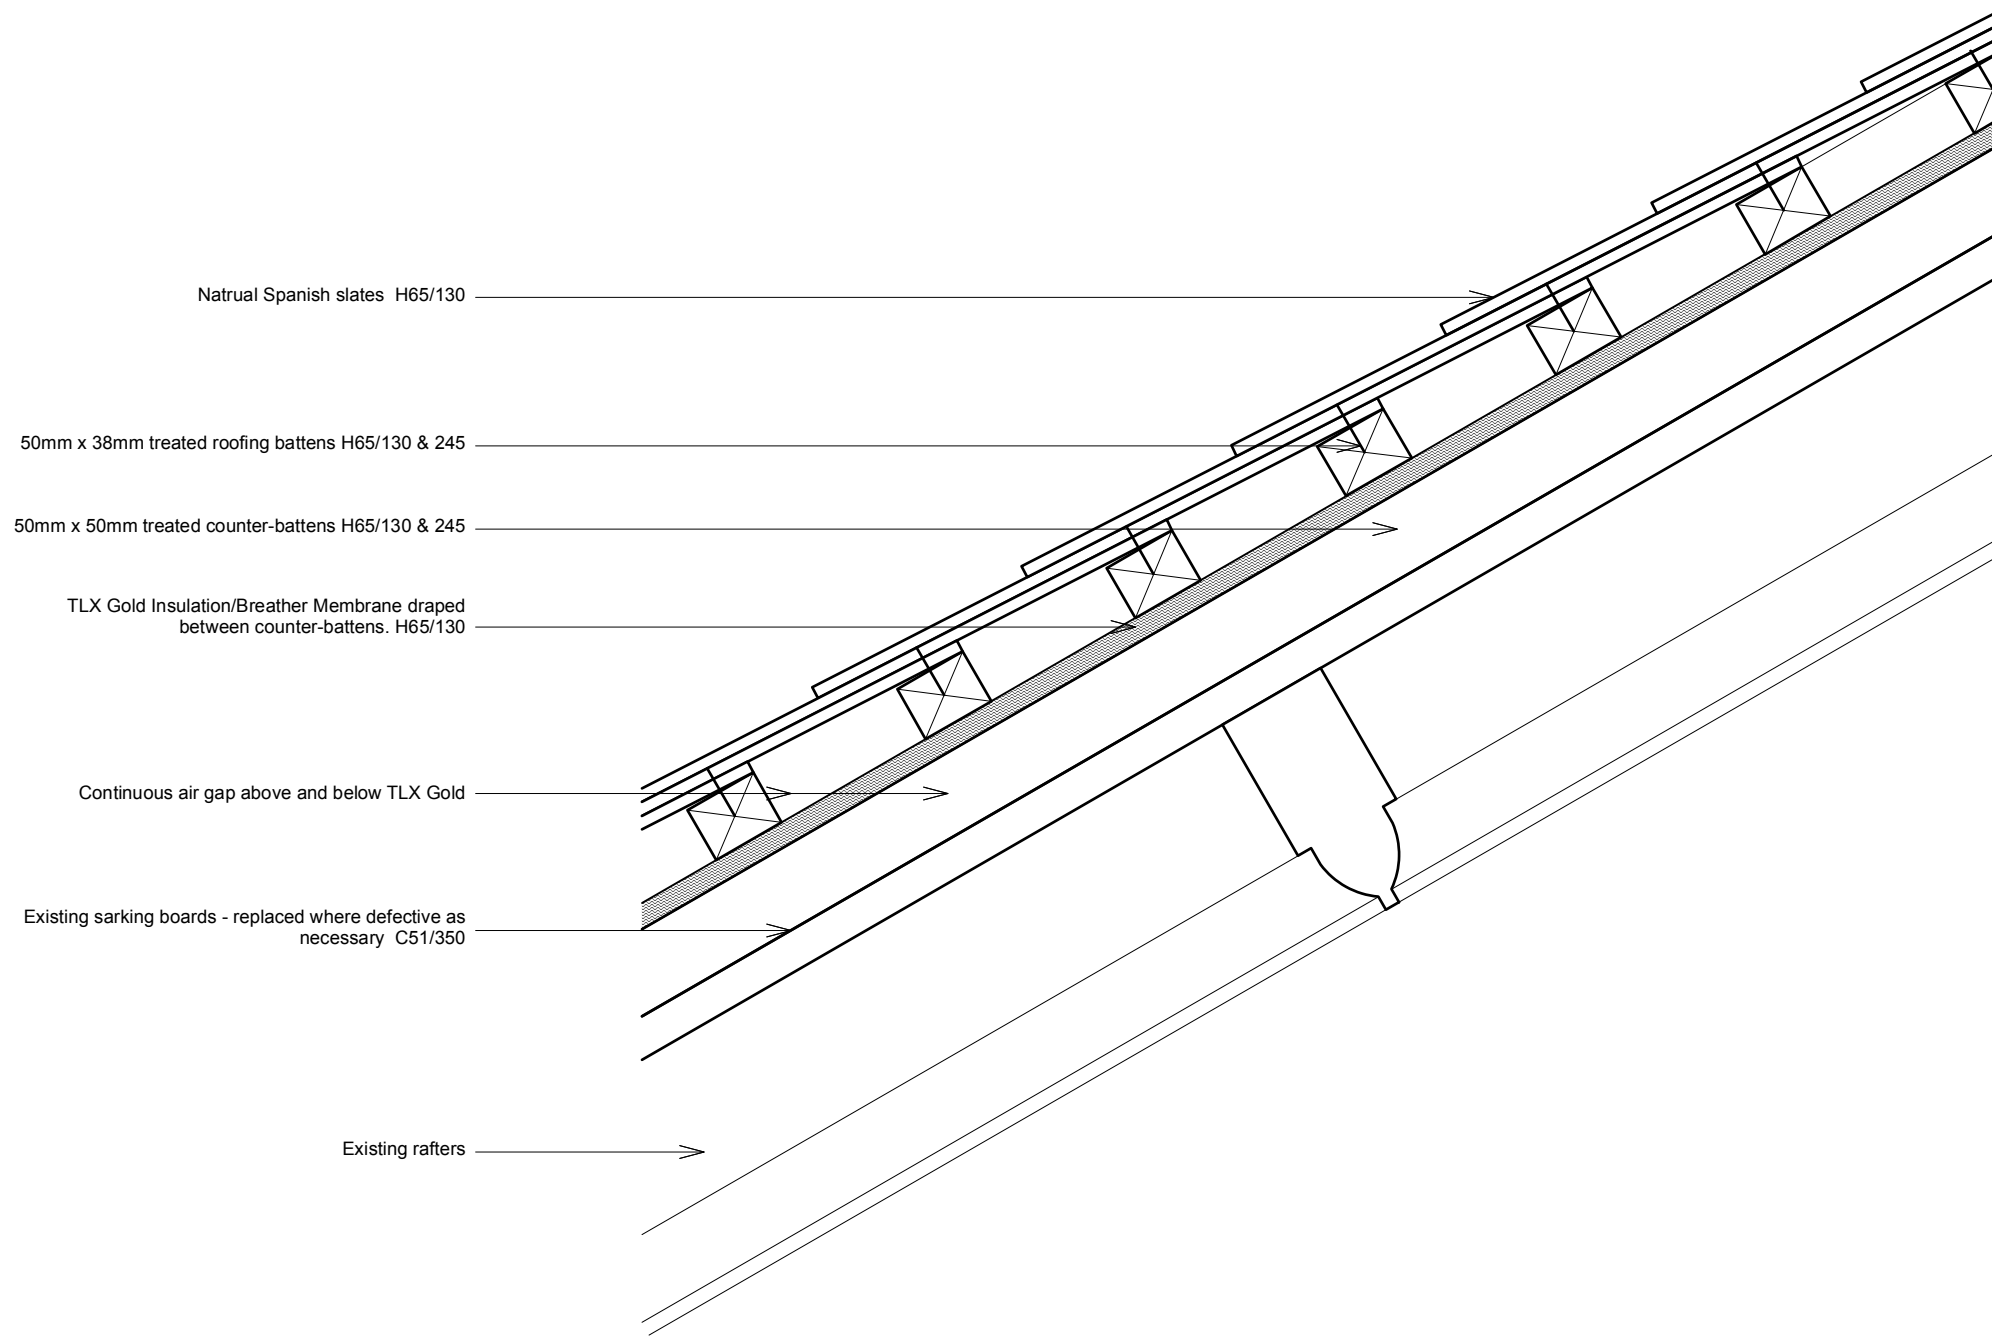 Natrual Spanish slates  H65/130
50mm x 38mm treated roofing battens H65/130 & 245
50mm x 50mm treated counter-battens H65/130 & 245
TLX Gold Insulation/Breather Membrane draped
between counter-battens. H65/130
Continuous air gap above and below TLX Gold
Existing sarking boards - replaced where defective as
necessary  C51/350
Existing rafters